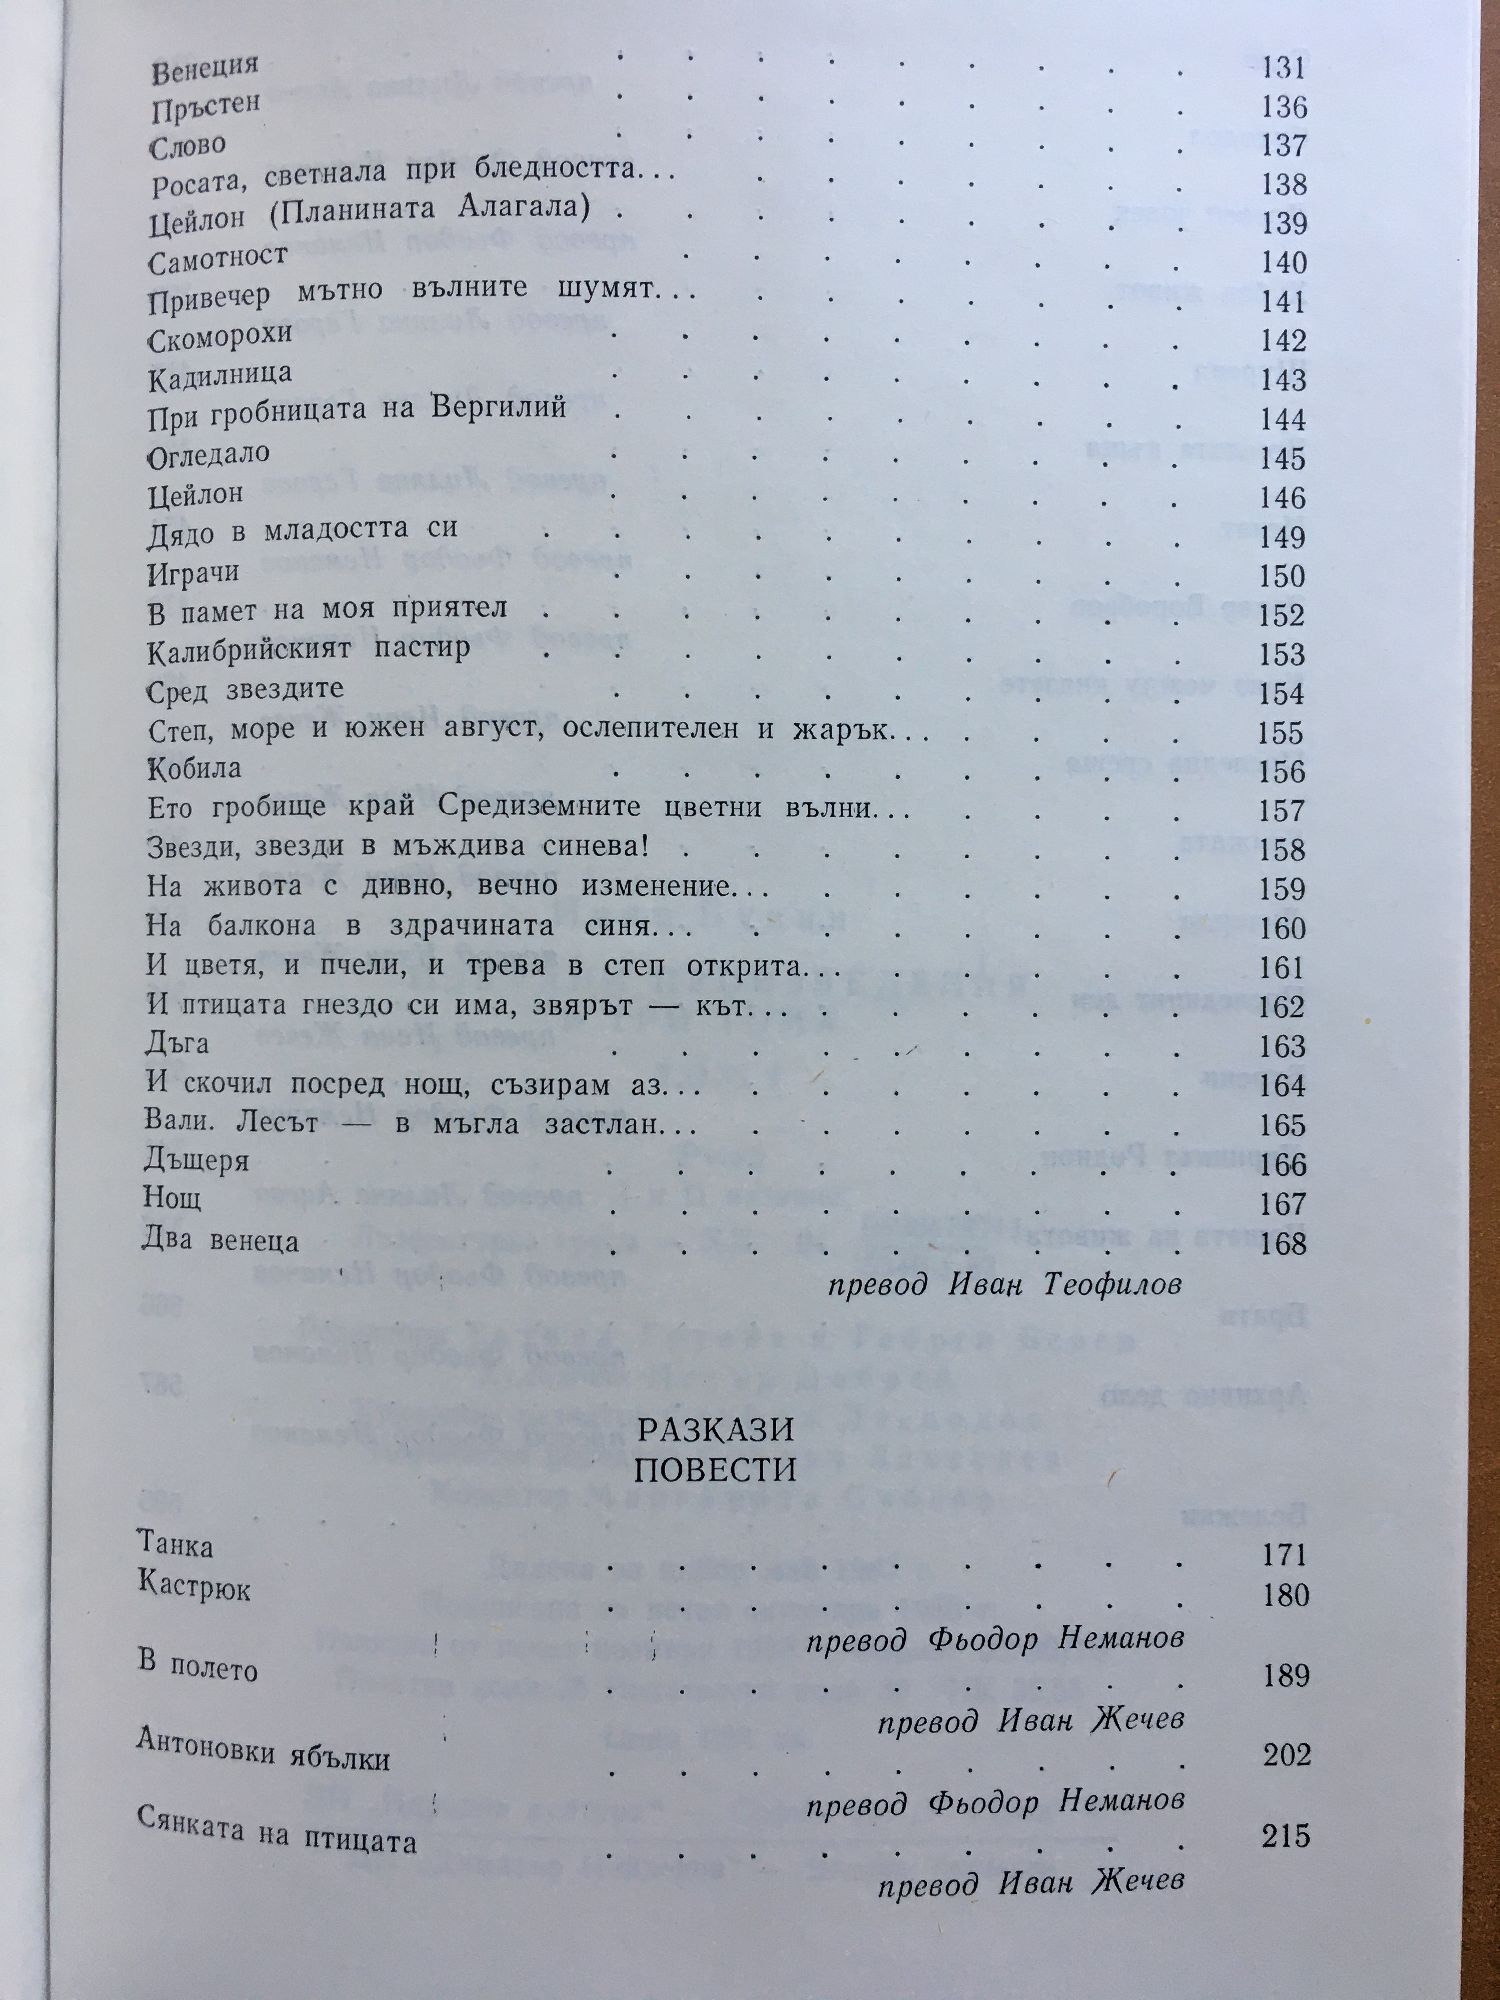 Венеция . . . . . . . . . 131
Пръстен . . . . . . . . . 136
Слово . . . . . . . . . 137
Росата, светнала при бледността... . . . . . . . 138
Цейлон (Планината Алагала) . . . . . . . . . 139
Самотност . . . . . . . . 140
Привечер мътно вълните шумят... . . . . . . . 141
Скоморохи . . . . . . . . . 142
Кадилница . . . . . . . . . 143
При гробницата на Вергилий . . . . . . . . . 144
Огледало . . . . . . . . . 145
Цейлон . . . . . . . . . 146
Дядо в младостта си . . . . . . . . . . 149
Играчи . . . . . . . . . 150
В памет на моя приятел . . . . . . . . . . 152
Калибрийският пастир . . . . . . . . . . 153
Сред звездите . . . . . . . . . 154
Степ, море и южен август, ослепителен и жарък... . . . . 155
Кобила . . . . . . . . . 156
Ето гробище край Средиземните цветни вълни... . . . . 157
Звезди, звезди в мъждива синева! . . . . . . . . 158
На живота с дивно, вечно изменение... . . . . . . 159
На балкона в здрачината синя... . . . . . . . 160
И цветя, и пчели, и трева в степ открита... . . . . . 161
И птицата гнездо си има, звярът — кът... . . . . . . 162
Дъга . . . . . . . . . 163
И скочил посред нощ, съзирам аз... . . . . . . . 164
Вали. Лесът — в мъгла застлан... . . . . . . . 165
Дъщеря . . . . . . . . . 166
Нощ . . . . . . . . . 167
Два венеца . . . . . . . . . 168
превод Иван Теофилов
РАЗКАЗИ
ПОВЕСТИ
Танка . . . . . . . . . 171
Кастрюк . . . . . . . . . 180
превод Фьодор Неманов
В полето . . . . . . . . . 189
превод Иван Жечев
Антоновки ябълки . . . . . . . . . 202
превод Фьодор Неманов
Сянката на птицата . . . . . . . . . 215
превод Иван Жечев